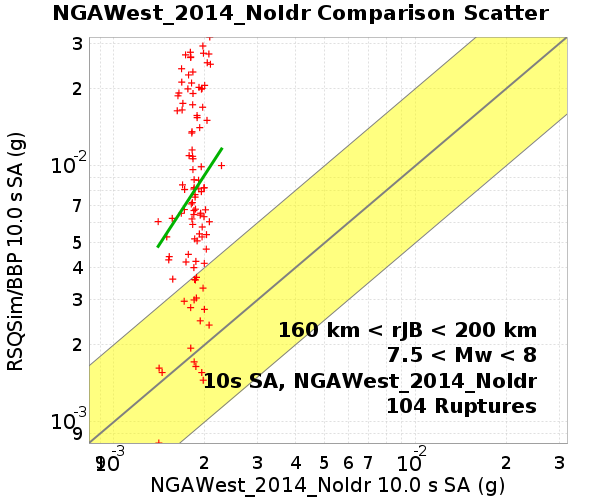 NGAWest_2014_NoIdr Comparison Scatter
3
2
10⁻²
7
5
4
3
2
10⁻³
9
RSQSim/BBP 10.0 s SA (g)
160 km < rJB < 200 km
7.5 < Mw < 8
10s SA, NGAWest_2014_NoIdr
104 Ruptures
9 10⁻³ 2 3 4 5 6 7 10⁻² 2 3
NGAWest_2014_NoIdr 10.0 s SA (g)